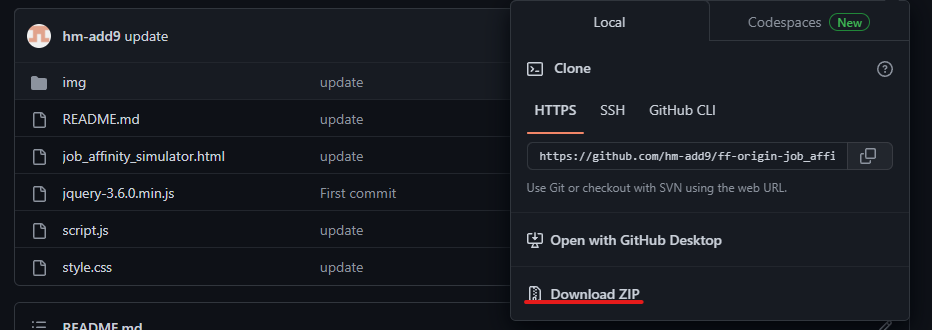 hm-add9 update
img update
README.md update
job_affinity_simulator.html update
jquery-3.6.0.min.js First commit
script.js update
style.css update
README.md
Local Codespaces New
Clone
HTTPS SSH GitHub CLI
https://github.com/hm-add9/ff-origin-job_affi
Use Git or checkout with SVN using the web URL.
Open with GitHub Desktop
Download ZIP